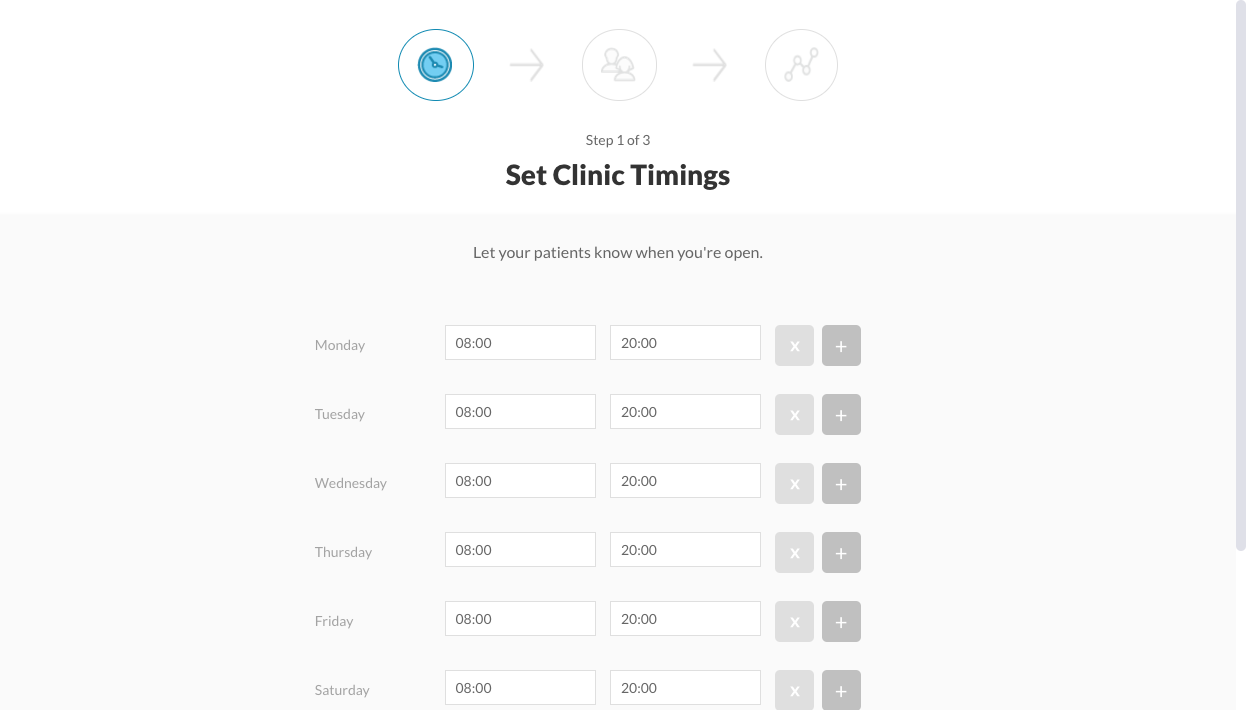 Step 1 of 3
Set Clinic Timings
Let your patients know when you're open.
Monday 08:00 20:00 x +
Tuesday 08:00 20:00 x +
Wednesday 08:00 20:00 x +
Thursday 08:00 20:00 x +
Friday 08:00 20:00 x +
Saturday 08:00 20:00 x +